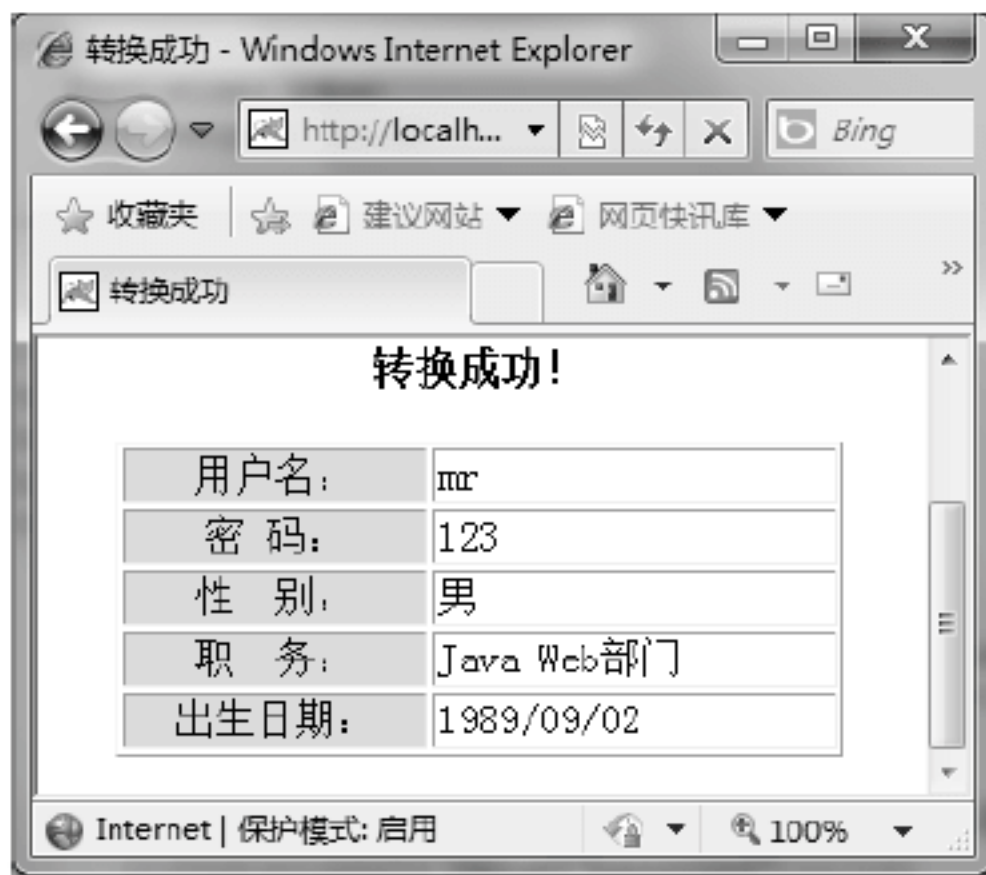 转换成功 - Windows Internet Explorer
http://localh... Bing
收藏夹 建议网站 网页快讯库
转换成功
转换成功!
用户名: mr
密 码: 123
性 别: 男
职 务: Java Web部门
出生日期: 1989/09/02
Internet | 保护模式: 启用 100%